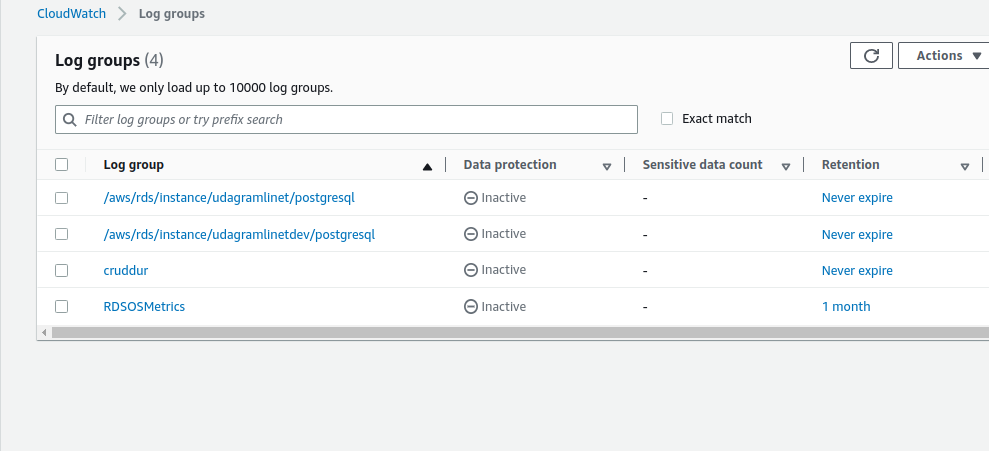 CloudWatch > Log groups
Log groups (4)
Actions
By default, we only load up to 10000 log groups.
Filter log groups or try prefix search
Exact match
Log group Data protection Sensitive data count Retention
/aws/rds/instance/udagramlinet/postgresql Inactive - Never expire
/aws/rds/instance/udagramlinetdev/postgresql Inactive - Never expire
cruddur Inactive - Never expire
RDSOSMetrics Inactive - 1 month